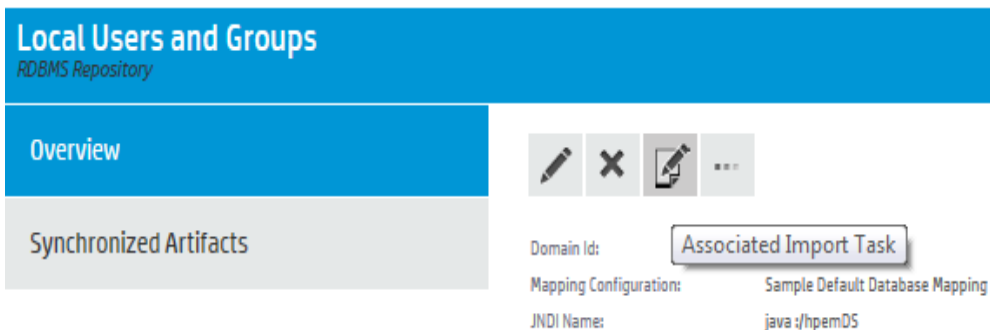 Local Users and Groups
RDBMS Repository
Overview
Synchronized Artifacts
Domain Id:
Associated Import Task
Mapping Configuration: Sample Default Database Mapping
JNDI Name: java:/hpemDS